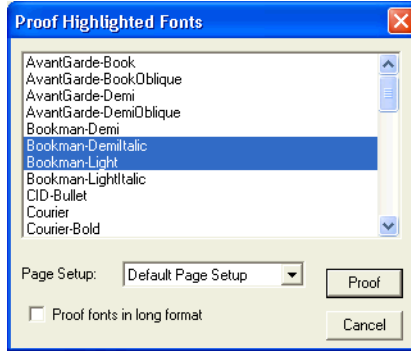 Proof Highlighted Fonts
AvantGarde-Book
AvantGarde-BookOblique
AvantGarde-Demi
AvantGarde-DemiOblique
Bookman-Demi
Bookman-DemiItalic
Bookman-Light
Bookman-LightItalic
CID-Bullet
Courier
Courier-Bold
Page Setup: Default Page Setup
Proof
Proof fonts in long format
Cancel